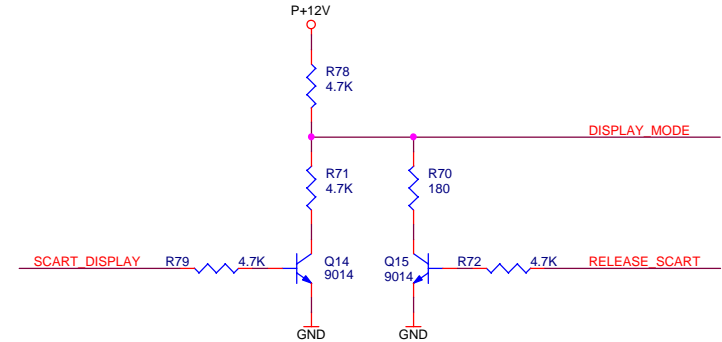 P+12V
R78
4.7K
DISPLAY_MODE
R71
4.7K
R70
180
SCART_DISPLAY
R79
4.7K
Q14
9014
Q15
9014
R72
4.7K
RELEASE_SCART
GND
GND